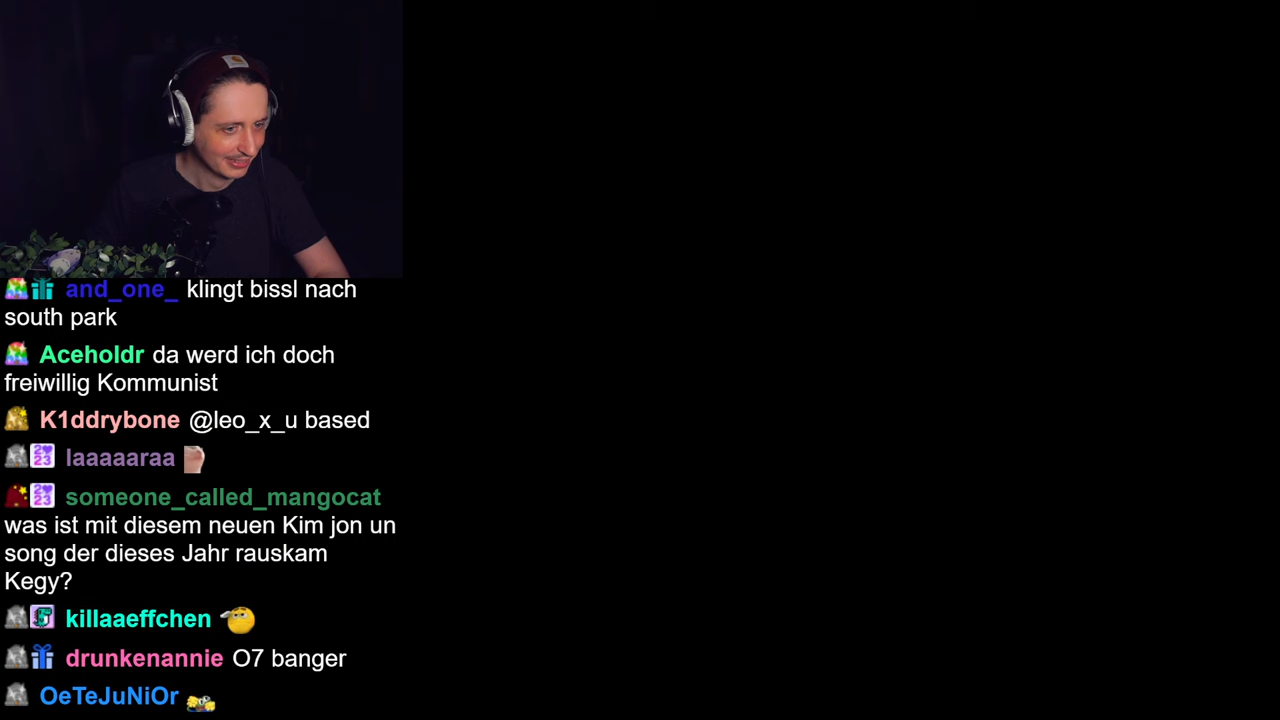 and_one_ klingt bissl nach
south park
Aceholdr da werd ich doch
freiwillig Kommunist
K1ddrybone @leo_x_u based
laaaaaraa
someone_called_mangocat
was ist mit diesem neuen Kim jon un
song der dieses Jahr rauskam
Kegy?
killaaeffchen
drunkenannie O7 banger
OeTeJuNiOr